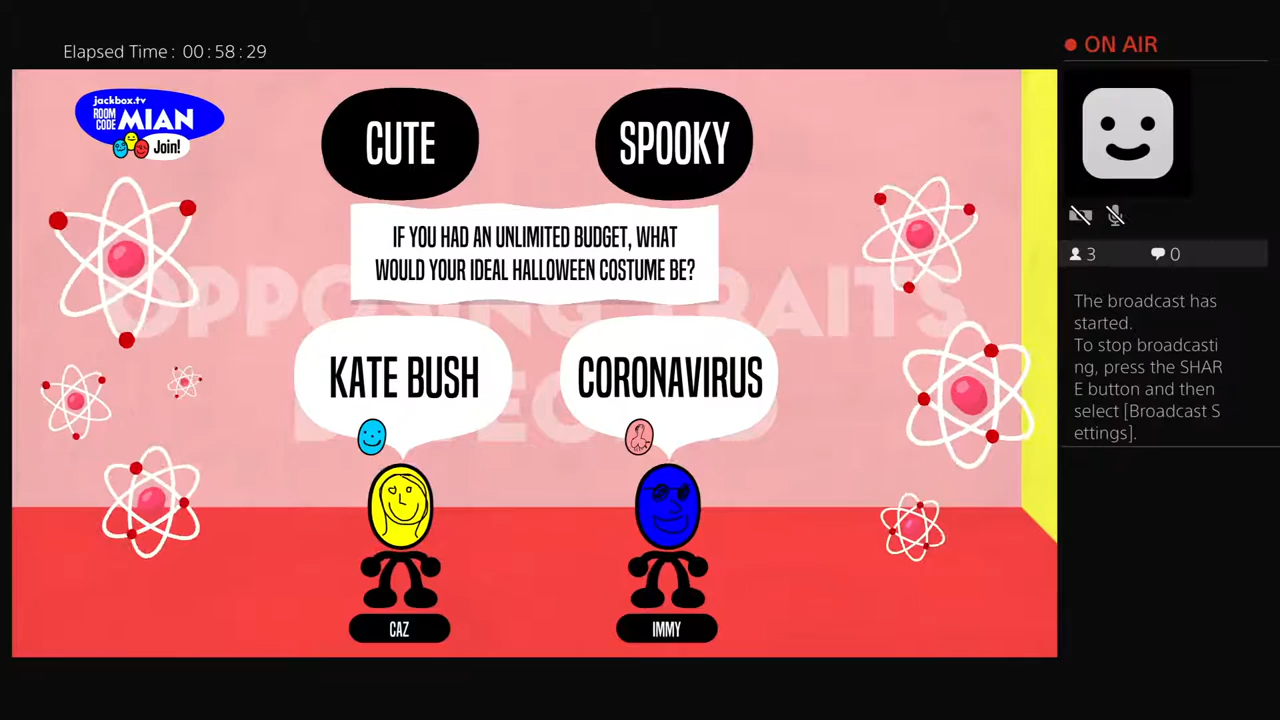 Elapsed Time: 00:58:29
ON AIR
jackbox.tv
ROOM CODE MIAN
Join!
CUTE
SPOOKY
IF YOU HAD AN UNLIMITED BUDGET, WHAT
WOULD YOUR IDEAL HALLOWEEN COSTUME BE?
OPPOSING TRAITS
KATE BUSH
CORONAVIRUS
CAZ
IMMY
3
0
The broadcast has
started.
To stop broadcasti
ng, press the SHAR
E button and then
select [Broadcast S
ettings].